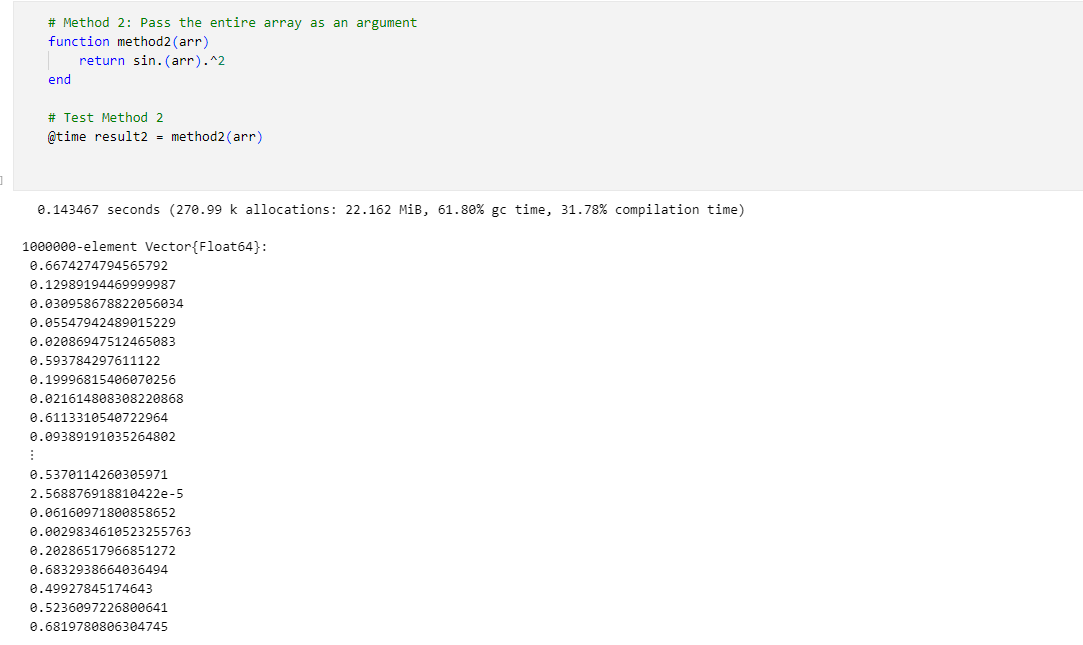 # Method 2: Pass the entire array as an argument
function method2(arr)
    return sin.(arr).^2
end
# Test Method 2
@time result2 = method2(arr)
]
0.143467 seconds (270.99 k allocations: 22.162 MiB, 61.80% gc time, 31.78% compilation time)
1000000-element Vector{Float64}:
0.6674274794565792
0.12989194469999987
0.030958678822056034
0.05547942489015229
0.02086947512465083
0.593784297611122
0.19996815406070256
0.021614808308220868
0.6113310540722964
0.09389191035264802
⋮
0.5370114260305971
2.568876918810422e-5
0.06160971800858652
0.0029834610523255763
0.20286517966851272
0.6832938664036494
0.49927845174643
0.5236097226800641
0.6819780806304745